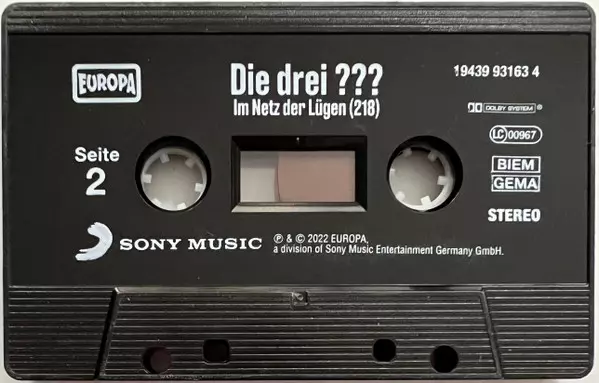 EUROPA
Die drei ???
Im Netz der Lügen (218)
19439 93163 4
DOLBY SYSTEM ®
LC 00967
BIEM
GEMA
STEREO
Seite
2
SONY MUSIC
℗ & © 2022 EUROPA,
a division of Sony Music Entertainment Germany GmbH.